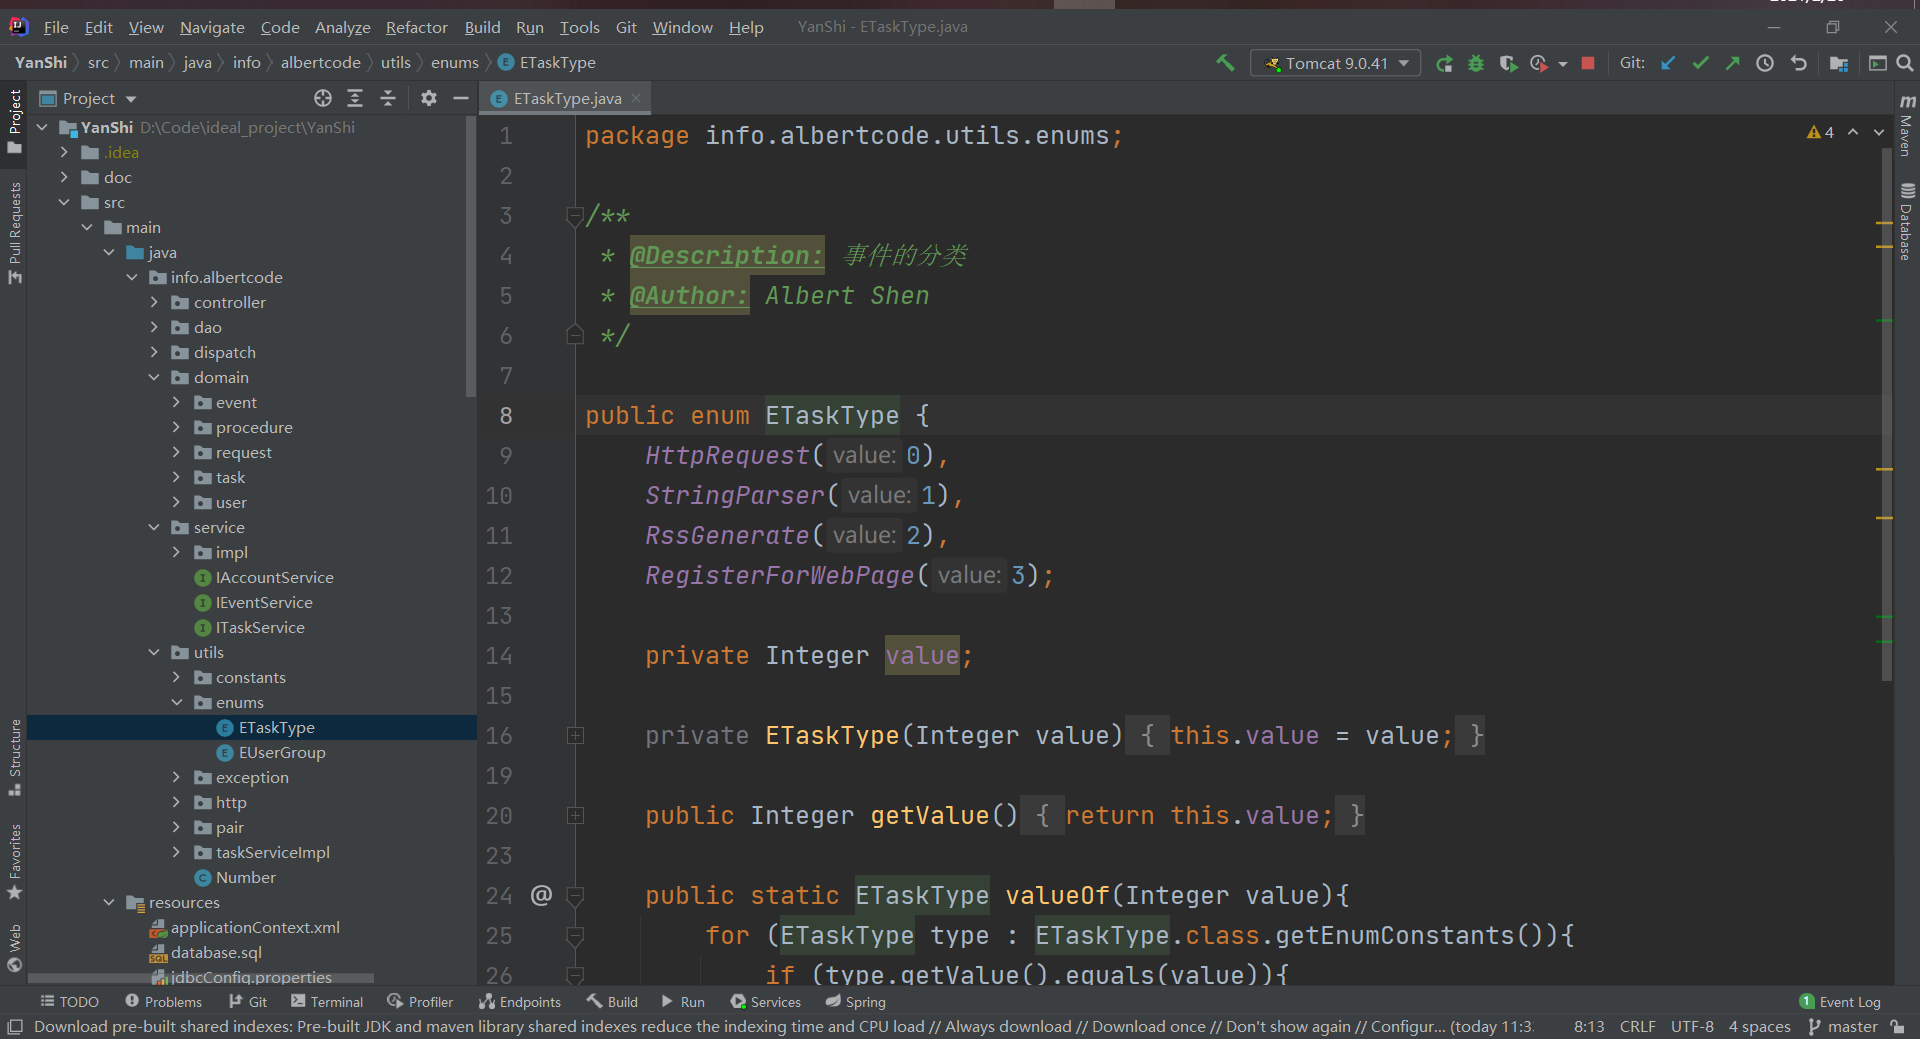 File Edit View Navigate Code Analyze Refactor Build Run Tools Git Window Help YanShi - ETaskType.java
YanShi src main java info albertcode utils enums ETaskType Tomcat 9.0.41 Git:
Project
ETaskType.java
Project
Pull Requests
Structure
Favorites
Web
YanShi D:\Code\ideal_project\YanShi
.idea
doc
src
main
java
info.albertcode
controller
dao
dispatch
domain
event
procedure
request
task
user
service
impl
IAccountService
IEventService
ITaskService
utils
constants
enums
ETaskType
EUserGroup
exception
http
pair
taskServiceImpl
Number
resources
applicationContext.xml
database.sql
jdbcConfig.properties
1 package info.albertcode.utils.enums;
2
3 /**
4 * @Description: 事件的分类
5 * @Author: Albert Shen
6 */
7
8 public enum ETaskType {
9 HttpRequest( value: 0),
10 StringParser( value: 1),
11 RssGenerate( value: 2),
12 RegisterForWebPage( value: 3);
13
14 private Integer value;
15
16 private ETaskType(Integer value) { this.value = value; }
19
20 public Integer getValue() { return this.value; }
23
24 @ public static ETaskType valueOf(Integer value){
25 for (ETaskType type : ETaskType.class.getEnumConstants()){
26 if (type.getValue().equals(value)){
4
Maven
Database
TODO Problems Git Terminal Profiler Endpoints Build Run Services Spring 1 Event Log
Download pre-built shared indexes: Pre-built JDK and maven library shared indexes reduce the indexing time and CPU load // Always download // Download once // Don't show again // Configur... (today 11:3 8:13 CRLF UTF-8 4 spaces master